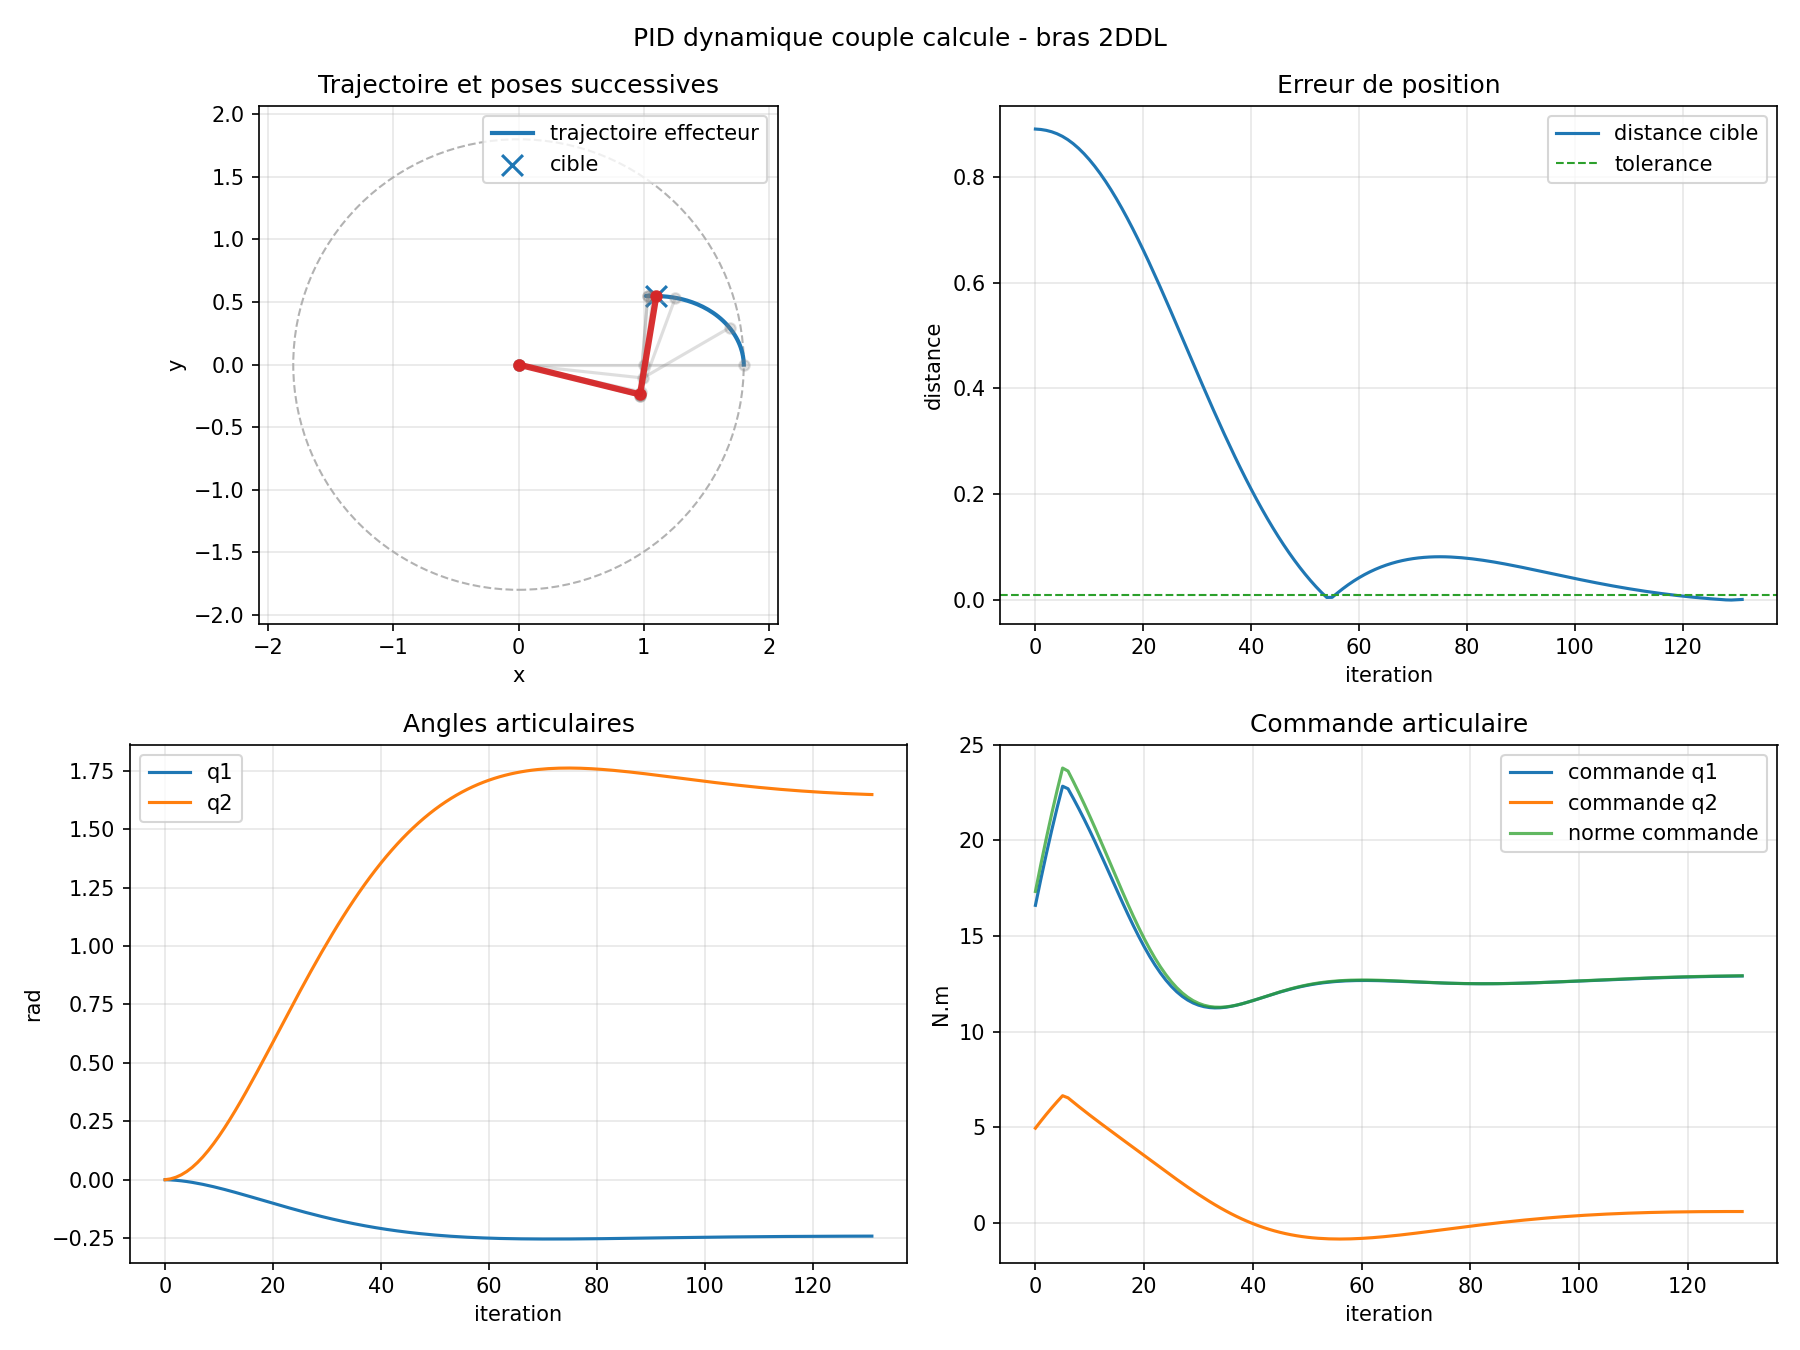 PID dynamique couple calcule - bras 2DDL
Trajectoire et poses successives
trajectoire effecteur
cible
2.0
1.5
1.0
0.5
0.0
−0.5
−1.0
−1.5
−2.0
y
−2
−1
0
1
2
x
Erreur de position
distance cible
tolerance
0.8
0.6
0.4
0.2
0.0
distance
0
20
40
60
80
100
120
iteration
Angles articulaires
q1
q2
1.75
1.50
1.25
1.00
0.75
0.50
0.25
0.00
−0.25
rad
0
20
40
60
80
100
120
iteration
Commande articulaire
commande q1
commande q2
norme commande
25
20
15
10
5
0
N.m
0
20
40
60
80
100
120
iteration